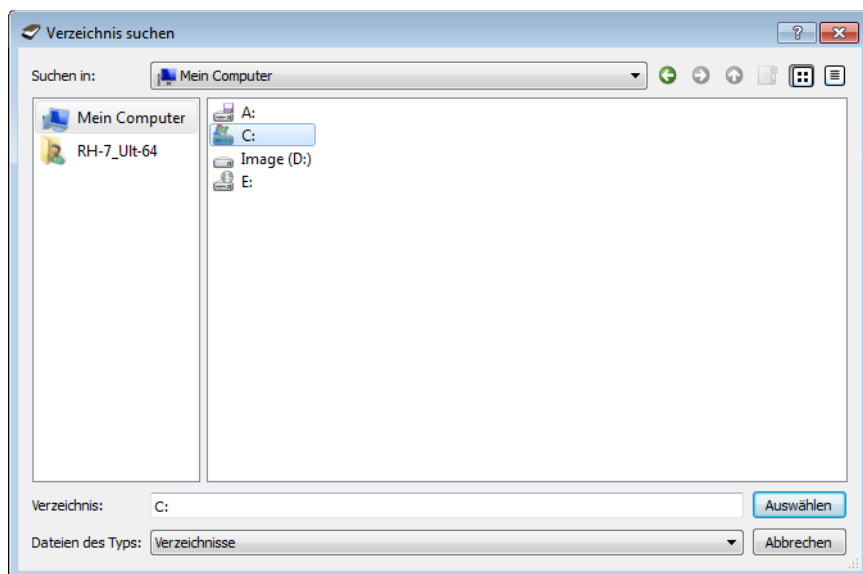 Verzeichnis suchen
Suchen in: Mein Computer
Mein Computer
RH-7_Ult-64
A:
C:
Image (D:)
E:
Verzeichnis: C: Auswählen
Dateien des Typs: Verzeichnisse Abbrechen